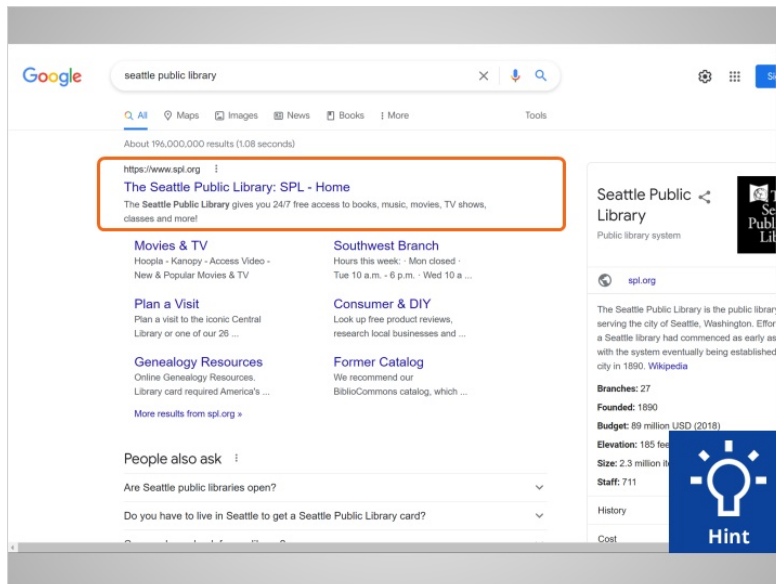 Google
seattle public library
All Maps Images News Books More Tools
About 196,000,000 results (1.08 seconds)
https://www.spl.org
The Seattle Public Library: SPL - Home
The Seattle Public Library gives you 24/7 free access to books, music, movies, TV shows,
classes and more!
Movies & TV
Hoopla - Kanopy - Access Video -
New & Popular Movies & TV
Southwest Branch
Hours this week: · Mon closed ·
Tue 10 a.m. - 6 p.m. · Wed 10 a ...
Plan a Visit
Plan a visit to the iconic Central
Library or one of our 26 ...
Consumer & DIY
Look up free product reviews,
research local businesses and ...
Genealogy Resources
Online Genealogy Resources.
Library card required America's ...
Former Catalog
We recommend our
BiblioCommons catalog, which ...
More results from spl.org »
People also ask
Are Seattle public libraries open?
Do you have to live in Seattle to get a Seattle Public Library card?
Seattle Public
Library
Public library system
spl.org
The Seattle Public Library is the public library
serving the city of Seattle, Washington.
a Seattle library had commenced as early as
with the system eventually being established
city in 1890. Wikipedia
Branches: 27
Founded: 1890
Budget: 89 million USD (2018)
Elevation: 185
Size: 2.3 million
Staff: 711
History
Cost
Hint